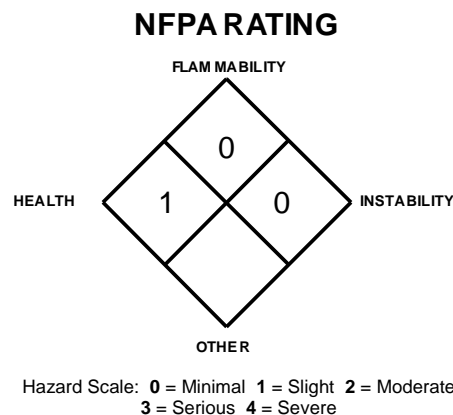 NFPA RATING
FLAMMABILITY
0
HEALTH
1
0
INSTABILITY
OTHER
Hazard Scale: 0 = Minimal 1 = Slight 2 = Moderate
3 = Serious 4 = Severe